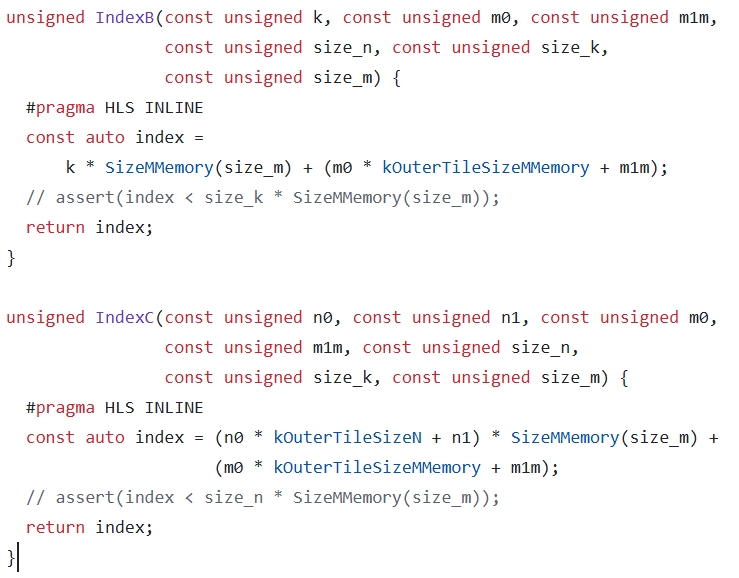 unsigned IndexB(const unsigned k, const unsigned m0, const unsigned m1m,
                const unsigned size_n, const unsigned size_k,
                const unsigned size_m) {
  #pragma HLS INLINE
  const auto index =
      k * SizeMMemory(size_m) + (m0 * kOuterTileSizeMMemory + m1m);
  // assert(index < size_k * SizeMMemory(size_m));
  return index;
}

unsigned IndexC(const unsigned n0, const unsigned n1, const unsigned m0,
                const unsigned m1m, const unsigned size_n,
                const unsigned size_k, const unsigned size_m) {
  #pragma HLS INLINE
  const auto index = (n0 * kOuterTileSizeN + n1) * SizeMMemory(size_m) +
                     (m0 * kOuterTileSizeMMemory + m1m);
  // assert(index < size_n * SizeMMemory(size_m));
  return index;
}